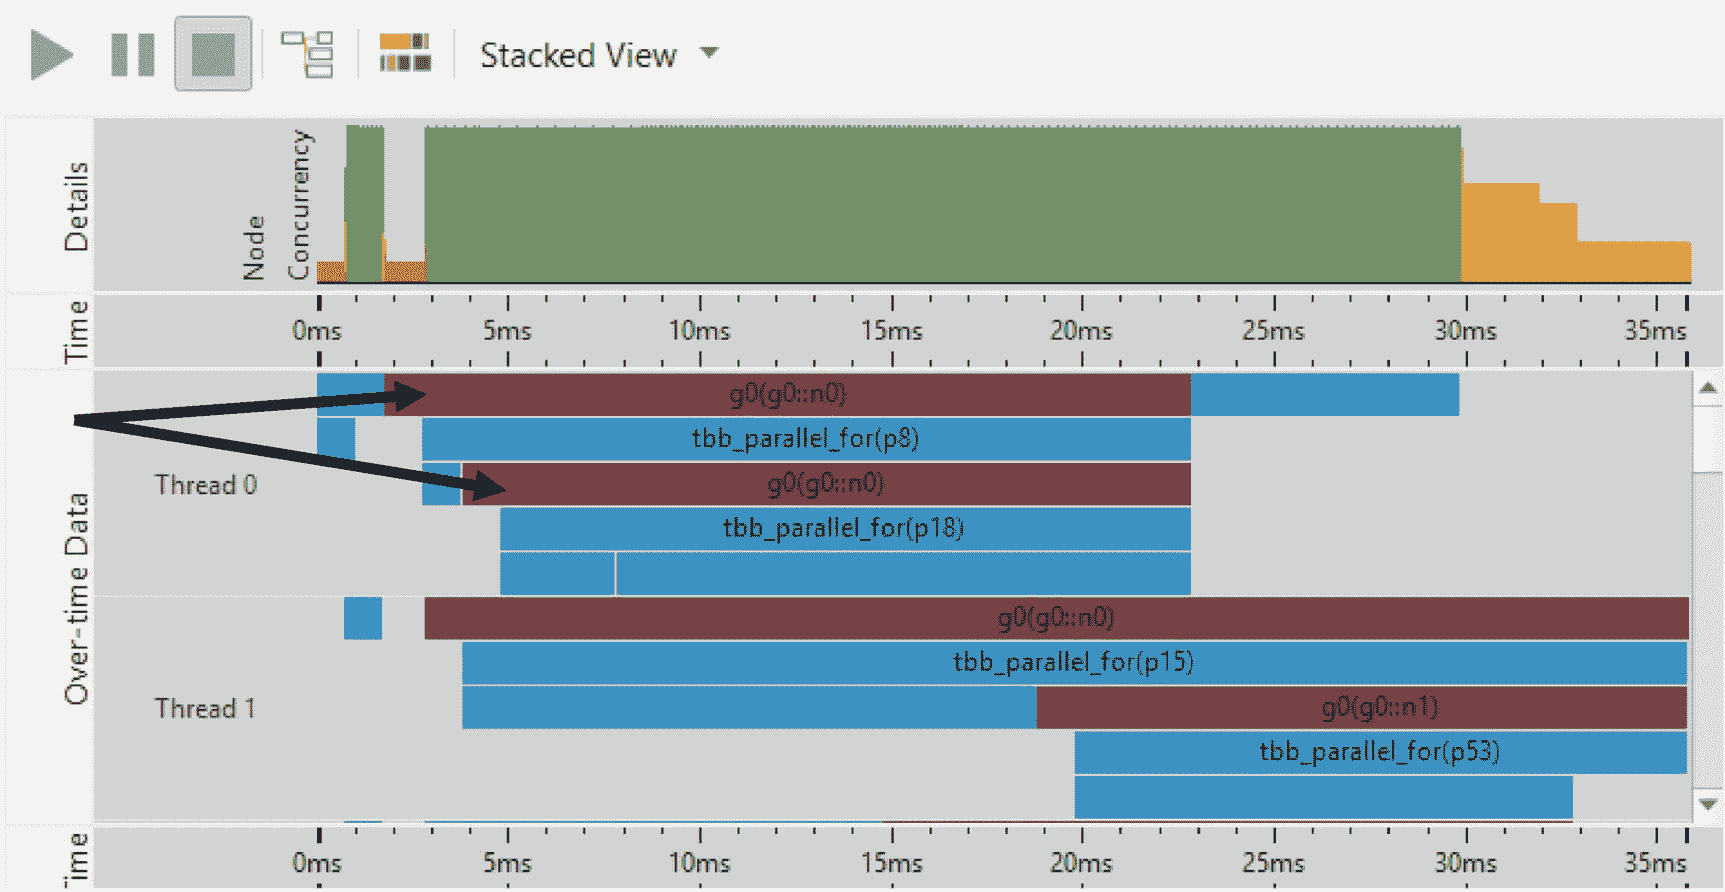 Stacked View
Details
Node
Concurrency
Time
0ms 5ms 10ms 15ms 20ms 25ms 30ms 35ms
Over-time Data
g0(g0::n0)
tbb_parallel_for(p8)
Thread 0
g0(g0::n0)
tbb_parallel_for(p18)
g0(g0::n0)
tbb_parallel_for(p15)
Thread 1
g0(g0::n1)
tbb_parallel_for(p53)
Time
0ms 5ms 10ms 15ms 20ms 25ms 30ms 35ms